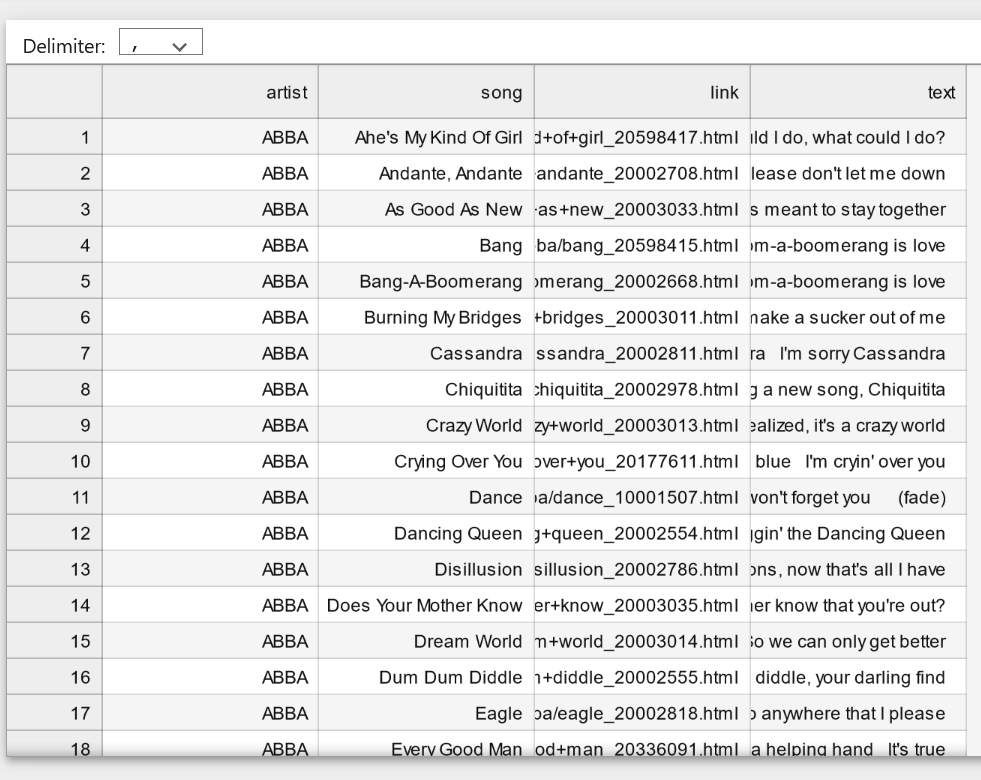 Delimiter: ,
artist song link text
1 ABBA Ahe's My Kind Of Girl d+of+girl_20598417.html I do, what could I do?
2 ABBA Andante, Andante andante_20002708.html lease don't let me down
3 ABBA As Good As New as+new_20003033.html s meant to stay together
4 ABBA Bang ba/bang_20598415.html m-a-boomerang is love
5 ABBA Bang-A-Boomerang omerang_20002668.html m-a-boomerang is love
6 ABBA Burning My Bridges +bridges_20003011.html make a sucker out of me
7 ABBA Cassandra ssandra_20002811.html ra I'm sorry Cassandra
8 ABBA Chiquitita chiquitita_20002978.html g a new song, Chiquitita
9 ABBA Crazy World zy+world_20003013.html ealized, it's a crazy world
10 ABBA Crying Over You over+you_20177611.html blue I'm cryin' over you
11 ABBA Dance a/dance_10001507.html won't forget you (fade)
12 ABBA Dancing Queen g+queen_20002554.html gin' the Dancing Queen
13 ABBA Disillusion sillusion_20002786.html ons, now that's all I have
14 ABBA Does Your Mother Know er+know_20003035.html er know that you're out?
15 ABBA Dream World m+world_20003014.html So we can only get better
16 ABBA Dum Dum Diddle +diddle_20002555.html diddle, your darling find
17 ABBA Eagle ba/eagle_20002818.html anywhere that I please
18 ABBA Every Good Man od+man_20336091.html a helping hand It's true